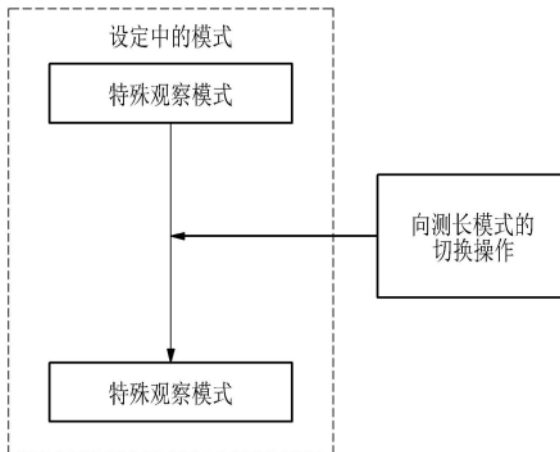 设定中的模式
特殊观察模式
向测长模式的
切换操作
特殊观察模式